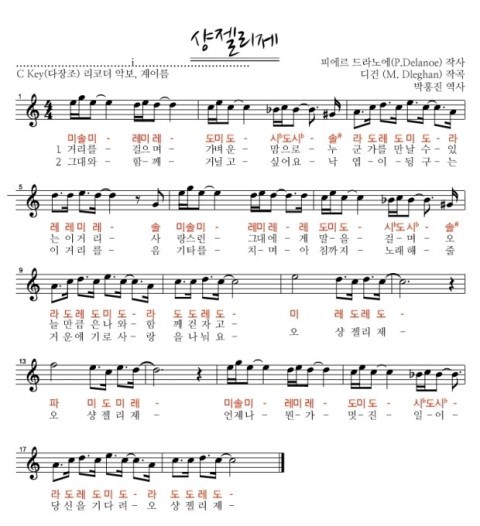 샹젤리제
C Key(다장조) 리코더 악보, 계이름
피에르 드라노에(P.Delanoe) 작사
디건 (M. Dleghan) 작곡
박홍진 역사
1
미솔미 - 레미레 - 도미도 - 시♭도시♭ - 솔# 라 도레도미도 - 라
1 거리를 - 걸으며 - 가벼운 - 맘으로 - 누 군가를 만날 수 - 있
2 그대와 - 함께 - 거닐고 - 싶어요 - 낙 엽이 - 뒹구 - 는
5
레레미 - 솔 미솔미 - 레미레 도미도 - 시♭도시♭ - 솔#
는 이거리 - 사 랑스런 - 그대에 - 게 말을 - 걸며 - 오
이 거리를 - 음 기타를 - 치며 - 아 침까지 - 노래해 - 줄
9
라 도레도미도 - 라 도도레도 - 미 레도레도 -
늘 만큼은 나와 - 함 께 걷자고 - 오 샹젤리제 -
거운얘기로사 - 랑 을 나눠요 -
13
파 미도미레 - 미솔미 - 레미레 - 도미도 - 시♭도시♭ -
오 샹젤리제 - 언제나 - 뭔가 - 멋진 - 일이 -
17
라 도레도미도 - 라 도도레도 -
당신을 기다려 - 오 샹젤리제 -